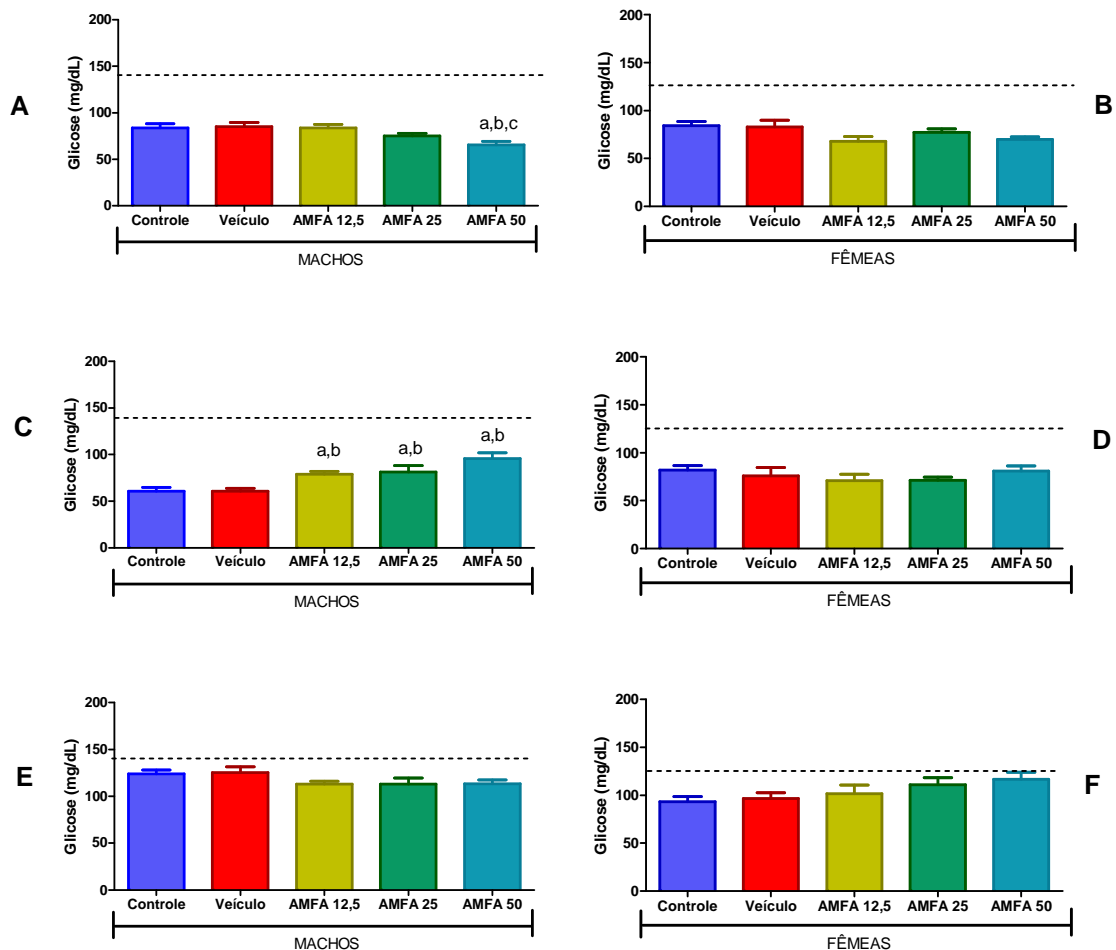 A
Glicose (mg/dL)
200
150
100
50
0
a,b,c
Controle Veículo AMFA 12,5 AMFA 25 AMFA 50
MACHOS
B
Glicose (mg/dL)
200
150
100
50
0
Controle Veículo AMFA 12,5 AMFA 25 AMFA 50
FÊMEAS
C
Glicose (mg/dL)
200
150
100
50
0
a,b a,b a,b
Controle Veículo AMFA 12,5 AMFA 25 AMFA 50
MACHOS
D
Glicose (mg/dL)
200
150
100
50
0
Controle Veículo AMFA 12,5 AMFA 25 AMFA 50
FÊMEAS
E
Glicose (mg/dL)
200
150
100
50
0
Controle Veículo AMFA 12,5 AMFA 25 AMFA 50
MACHOS
F
Glicose (mg/dL)
200
150
100
50
0
Controle Veículo AMFA 12,5 AMFA 25 AMFA 50
FÊMEAS